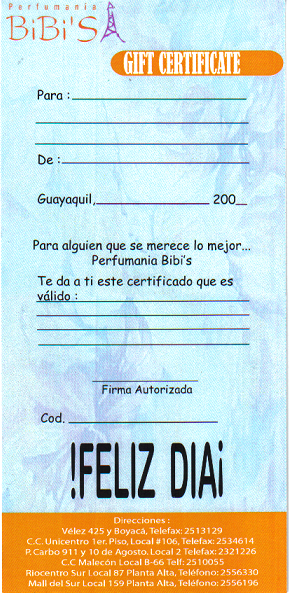 Perfumania
BiBi'S
GIFT CERTIFICATE
Para :
De :
Guayaquil, 200__
Para alguien que se merece lo mejor...
Perfumania Bibi's
Te da a ti este certificado que es
válido :
Firma Autorizada
Cod.
!FELIZ DIA¡
Direcciones :
Vélez 425 y Boyacá, Telefax: 2513129
C.C. Unicentro 1er. Piso, Local #106, Telefax: 2534614
P. Carbo 911 y 10 de Agosto. Local 2 Telefax: 2321226
C.C Malecón Local B-66 Telf: 2510055
Riocentro Sur Local 87 Planta Alta, Teléfono: 2556330
Mall del Sur Local 159 Planta Alta, Teléfono: 2556196